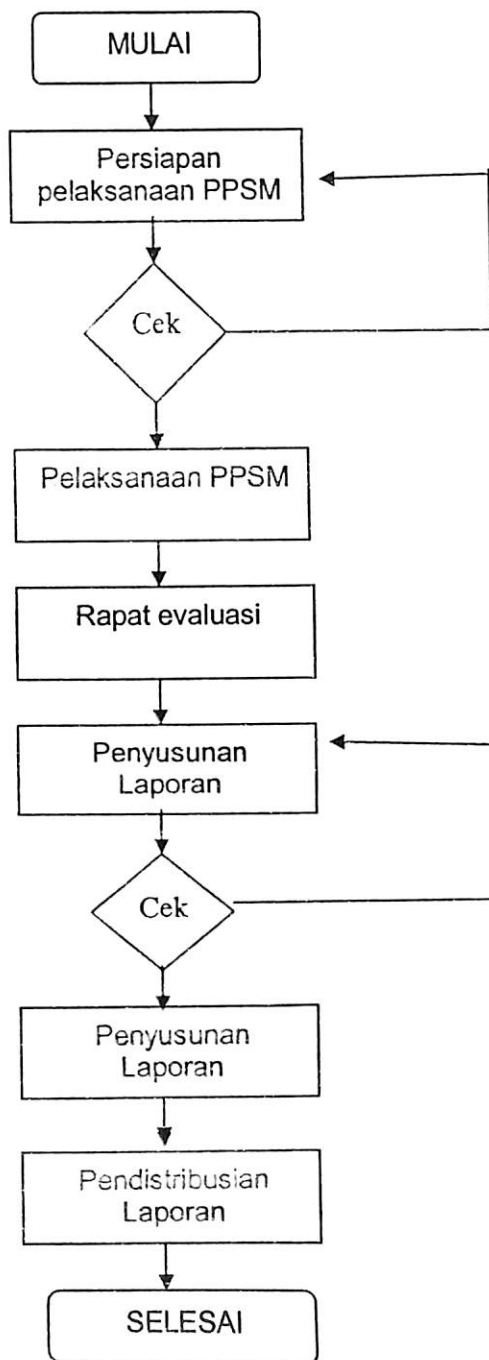 MULAI
Persiapan
pelaksanaan PPSM
Cek
Pelaksanaan PPSM
Rapat evaluasi
Penyusunan
Laporan
Cek
Penyusunan
Laporan
Pendistribusian
Laporan
SELESAI